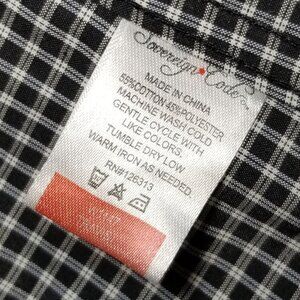 Sovereign Code
MADE IN CHINA
55%COTTON 45%POLYESTER
MACHINE WASH COLD
GENTLE CYCLE WITH
LIKE COLORS.
TUMBLE DRY LOW
WARM IRON AS NEEDED.
RN#126313